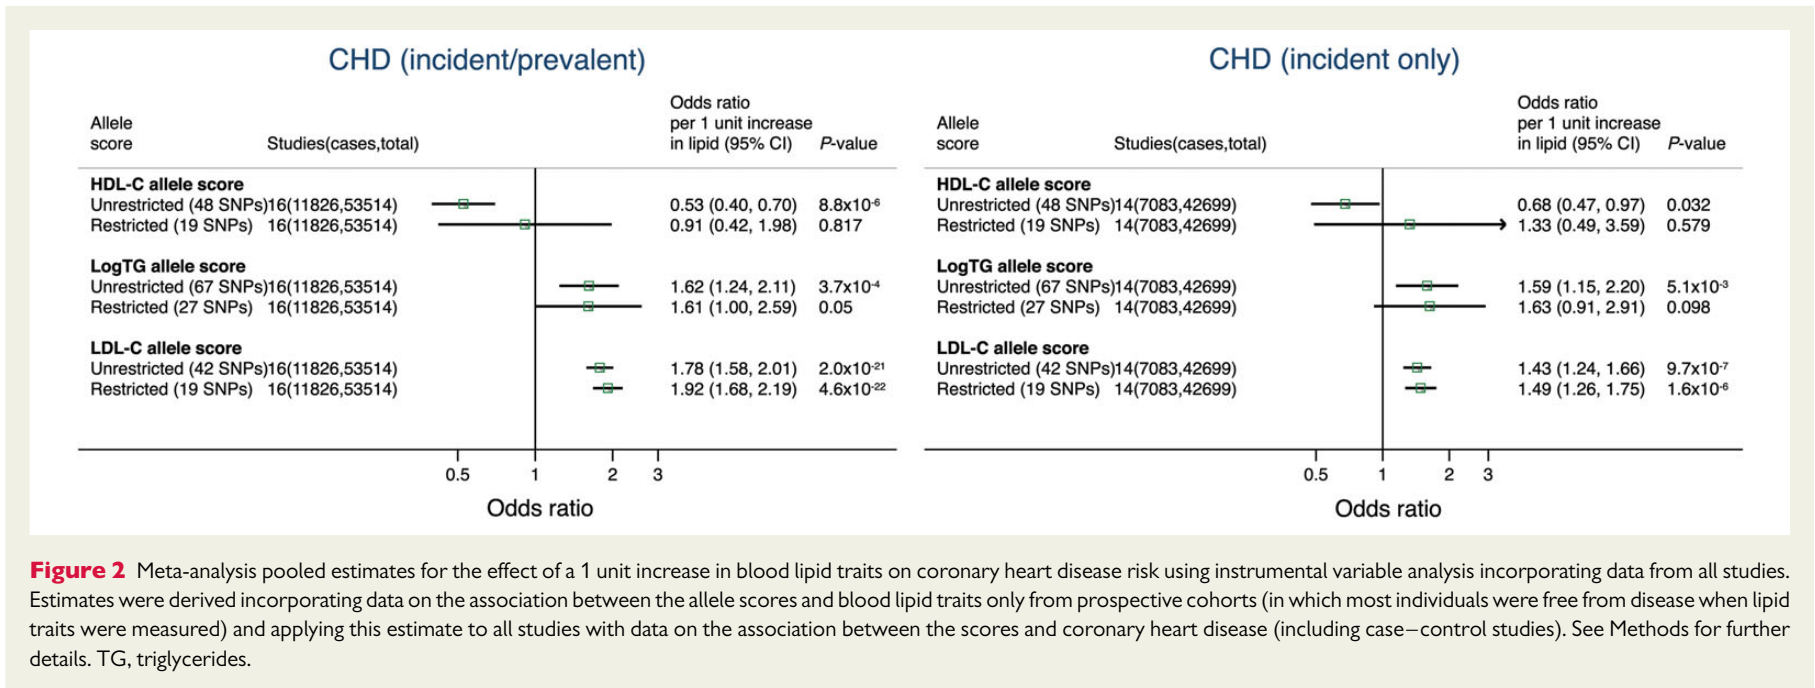 CHD (incident/prevalent)
Allele score Studies(cases,total) Odds ratio per 1 unit increase in lipid (95% CI) P-value
HDL-C allele score
Unrestricted (48 SNPs)16(11826,53514) 0.53 (0.40, 0.70) 8.8x10-6
Restricted (19 SNPs) 16(11826,53514) 0.91 (0.42, 1.98) 0.817
LogTG allele score
Unrestricted (67 SNPs)16(11826,53514) 1.62 (1.24, 2.11) 3.7x10-4
Restricted (27 SNPs) 16(11826,53514) 1.61 (1.00, 2.59) 0.05
LDL-C allele score
Unrestricted (42 SNPs)16(11826,53514) 1.78 (1.58, 2.01) 2.0x10-21
Restricted (19 SNPs) 16(11826,53514) 1.92 (1.68, 2.19) 4.6x10-22
0.5 1 2 3
Odds ratio
CHD (incident only)
Allele score Studies(cases,total) Odds ratio per 1 unit increase in lipid (95% CI) P-value
HDL-C allele score
Unrestricted (48 SNPs)14(7083,42699) 0.68 (0.47, 0.97) 0.032
Restricted (19 SNPs) 14(7083,42699) 1.33 (0.49, 3.59) 0.579
LogTG allele score
Unrestricted (67 SNPs)14(7083,42699) 1.59 (1.15, 2.20) 5.1x10-3
Restricted (27 SNPs) 14(7083,42699) 1.63 (0.91, 2.91) 0.098
LDL-C allele score
Unrestricted (42 SNPs)14(7083,42699) 1.43 (1.24, 1.66) 9.7x10-7
Restricted (19 SNPs) 14(7083,42699) 1.49 (1.26, 1.75) 1.6x10-6
0.5 1 2 3
Odds ratio
Figure 2 Meta-analysis pooled estimates for the effect of a 1 unit increase in blood lipid traits on coronary heart disease risk using instrumental variable analysis incorporating data from all studies.
Estimates were derived incorporating data on the association between the allele scores and blood lipid traits only from prospective cohorts (in which most individuals were free from disease when lipid
traits were measured) and applying this estimate to all studies with data on the association between the scores and coronary heart disease (including case–control studies). See Methods for further
details. TG, triglycerides.